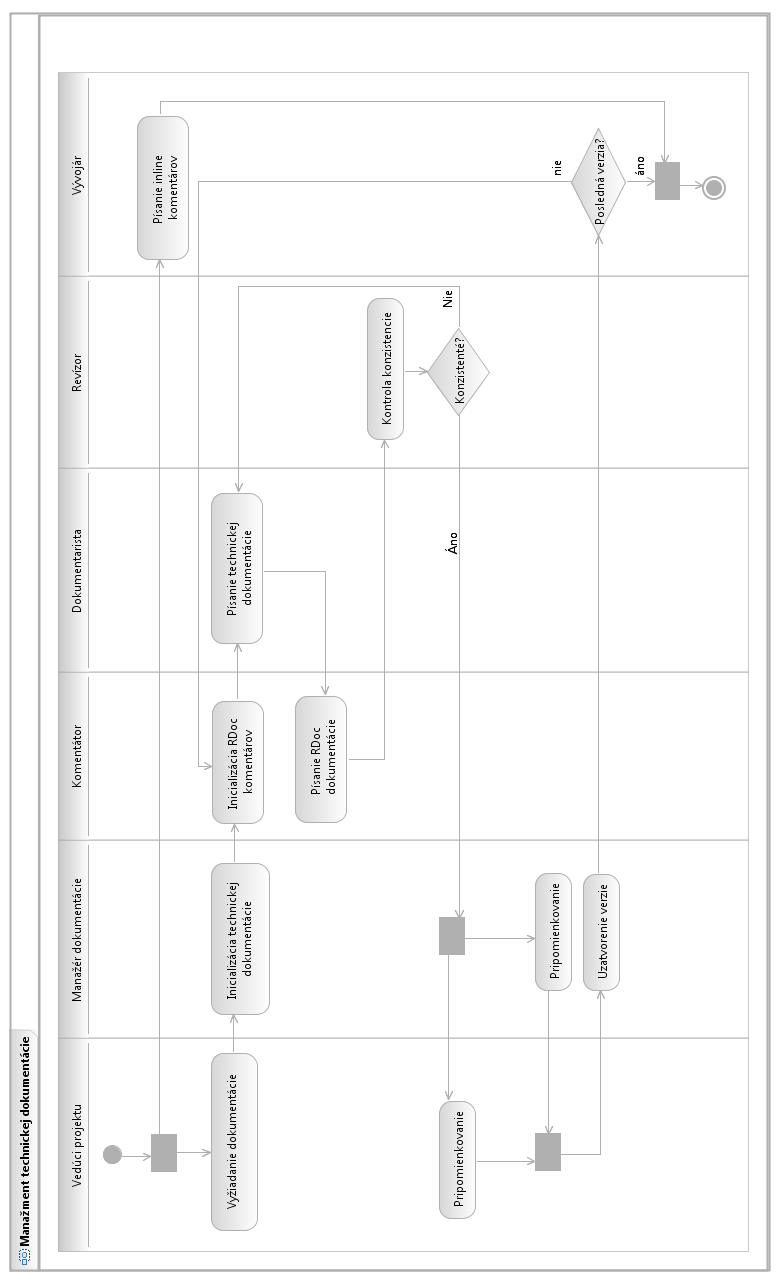 Manažment technickej dokumentácie
Vedúci projektu
Manažér dokumentácie
Komentátor
Dokumentarista
Revízor
Vývojár
Písanie inline
komentárov
Vyžiadanie dokumentácie
Inicializácia technickej
dokumentácie
Inicializácia RDoc
komentárov
Písanie technickej
dokumentácie
Písanie RDoc
dokumentácie
Kontrola konzistencie
Konzistenté?
Nie
Áno
Pripomienkovanie
Pripomienkovanie
Uzatvorenie verzie
Posledná verzia?
nie
áno